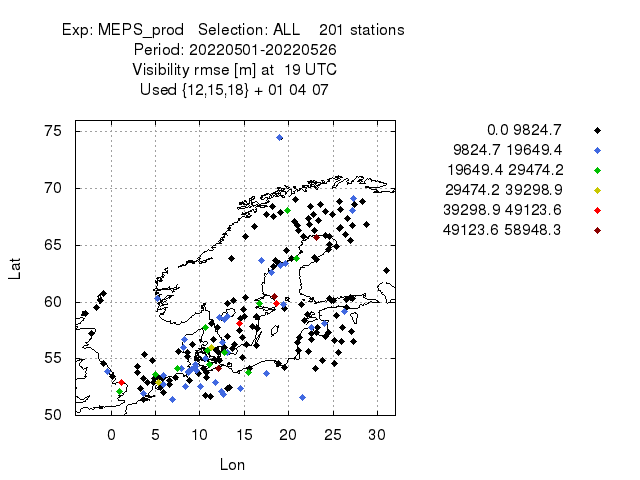 Exp: MEPS_prod Selection: ALL 201 stations
Period: 20220501-20220526
Visibility rmse [m] at 19 UTC
Used {12,15,18} + 01 04 07
0.0 9824.7
9824.7 19649.4
19649.4 29474.2
29474.2 39298.9
39298.9 49123.6
49123.6 58948.3
Lat
75
70
65
60
55
50
0 5 10 15 20 25 30
Lon